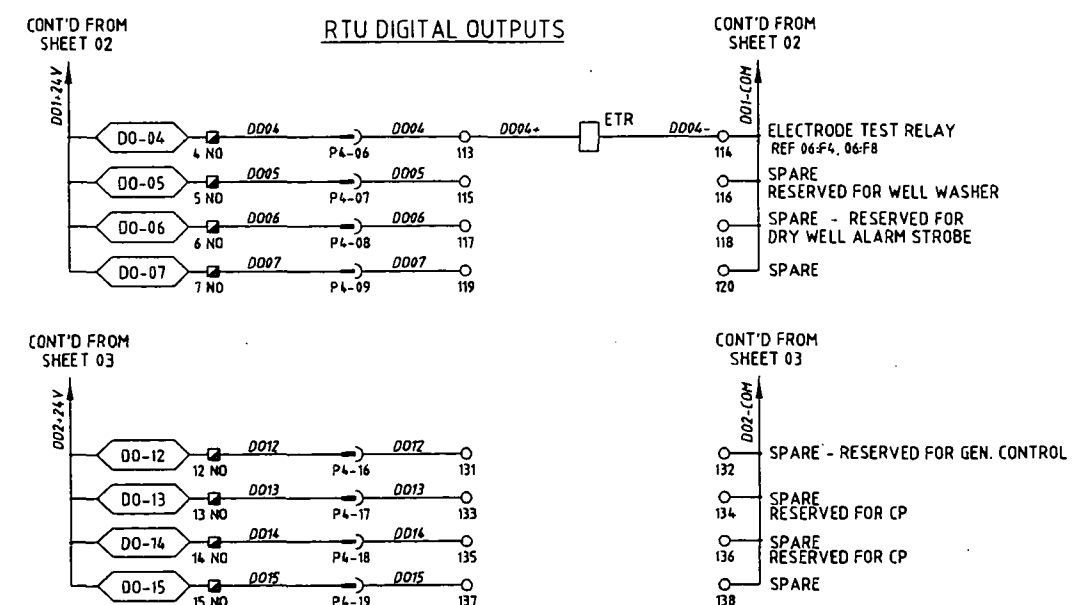 CONT'D FROM
SHEET 02
RTU DIGITAL OUTPUTS
CONT'D FROM
SHEET 02
DO1+24V
DO1-COM
DO-04
4 NO
DO04
P4-06
DO04
113
DO04+
ETR
DO04-
114
ELECTRODE TEST RELAY
REF 06:F4, 06:F8
DO-05
5 NO
DO05
P4-07
DO05
115
116
SPARE
RESERVED FOR WELL WASHER
DO-06
6 NO
DO06
P4-08
DO06
117
118
SPARE - RESERVED FOR
DRY WELL ALARM STROBE
DO-07
7 NO
DO07
P4-09
DO07
119
120
SPARE
CONT'D FROM
SHEET 03
CONT'D FROM
SHEET 03
DO2+24V
DO2-COM
DO-12
12 NO
DO12
P4-16
DO12
131
132
SPARE - RESERVED FOR GEN. CONTROL
DO-13
13 NO
DO13
P4-17
DO13
133
134
SPARE
RESERVED FOR CP
DO-14
14 NO
DO14
P4-18
DO14
135
136
SPARE
RESERVED FOR CP
DO-15
15 NO
DO15
P4-19
DO15
137
138
SPARE